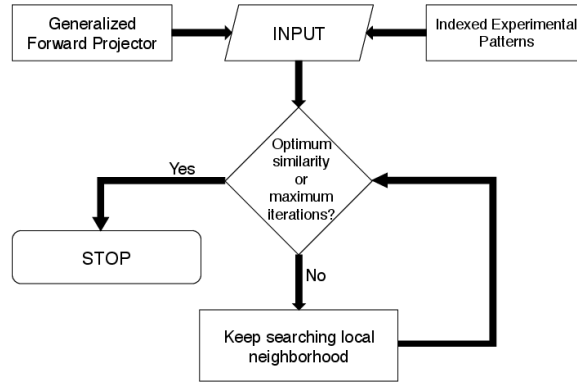 Generalized
Forward Projector
INPUT
Indexed Experimental
Patterns
Optimum
similarity
or
maximum
iterations?
Yes
STOP
No
Keep searching local
neighborhood